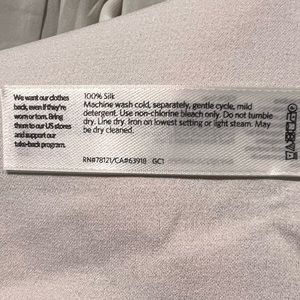 We want our clothes
back, even if they're
worn or torn. Bring
them to our US stores
and support our
take-back program.
100% Silk
Machine wash cold, separately, gentle cycle, mild
detergent. Use non-chlorine bleach only. Do not tumble
dry. Line dry. Iron on lowest setting or light steam. May
be dry cleaned.
RN#78121/CA#63918 GC1